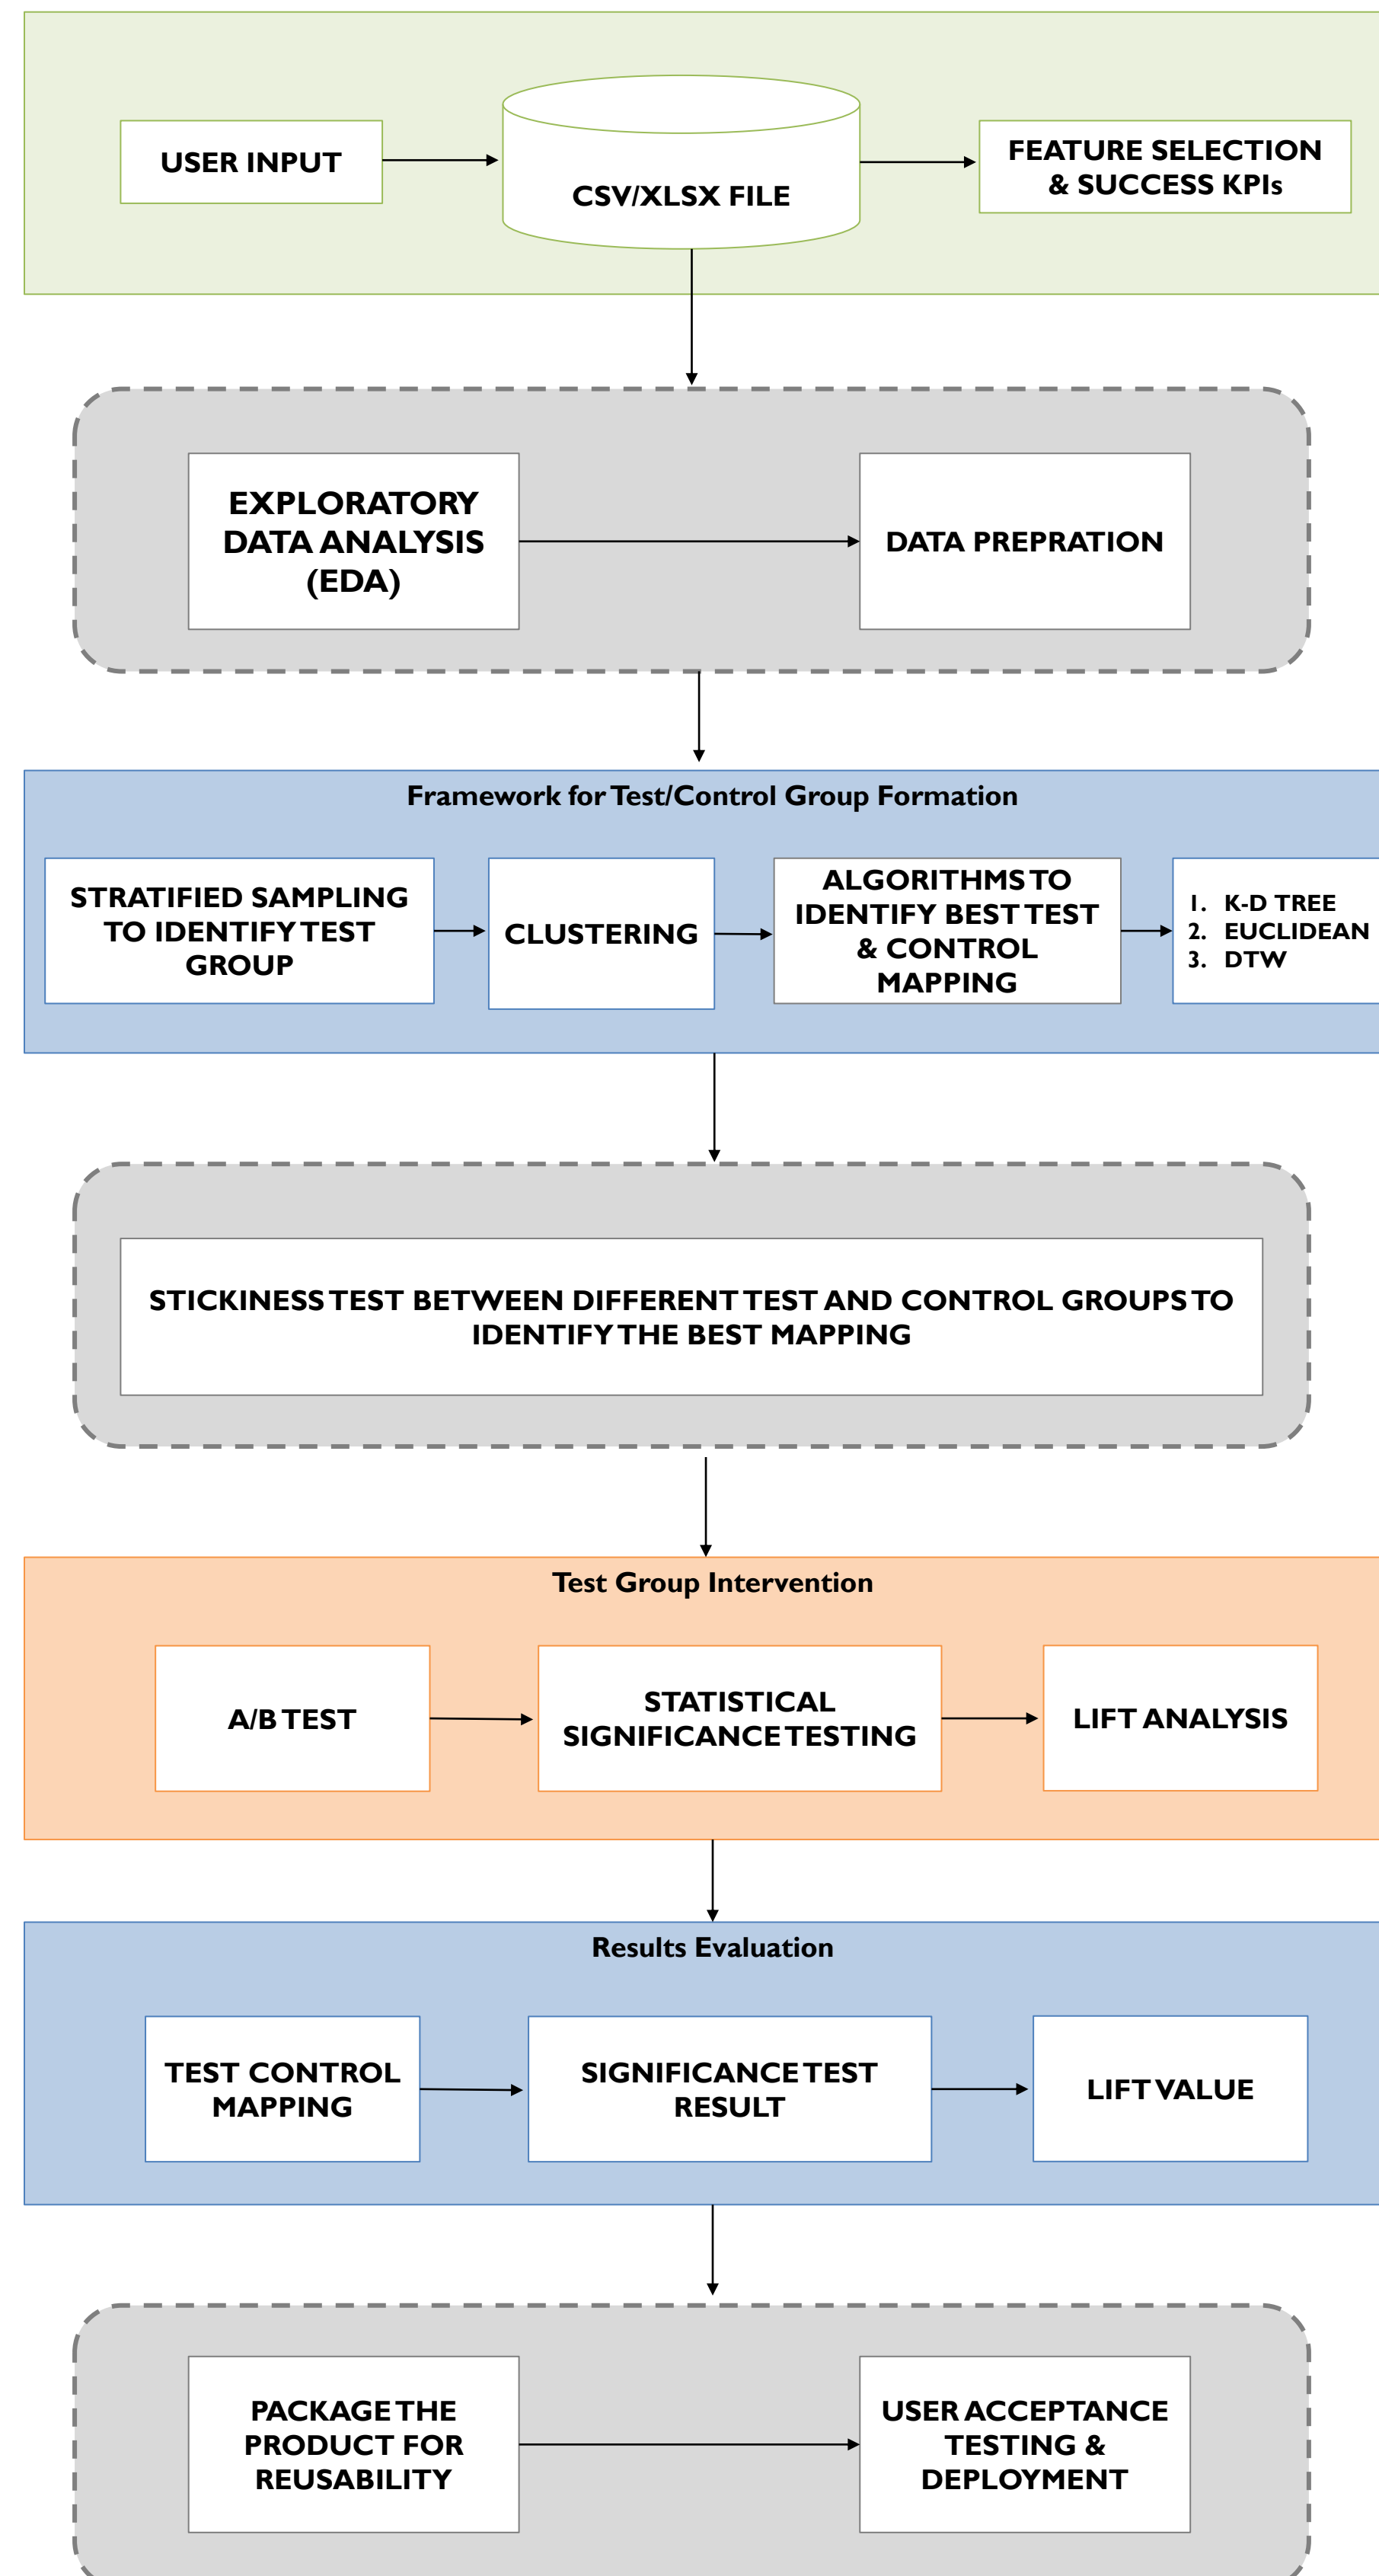 USER INPUT
CSV/XLSX FILE
FEATURE SELECTION
& SUCCESS KPIs
EXPLORATORY
DATA ANALYSIS
(EDA)
DATA PREPRATION
Framework for Test/Control Group Formation
STRATIFIED SAMPLING
TO IDENTIFY TEST
GROUP
CLUSTERING
ALGORITHMS TO
IDENTIFY BEST TEST
& CONTROL
MAPPING
1. K-D TREE
2. EUCLIDEAN
3. DTW
STICKINESS TEST BETWEEN DIFFERENT TEST AND CONTROL GROUPS TO
IDENTIFY THE BEST MAPPING
Test Group Intervention
A/B TEST
STATISTICAL
SIGNIFICANCE TESTING
LIFT ANALYSIS
Results Evaluation
TEST CONTROL
MAPPING
SIGNIFICANCE TEST
RESULT
LIFT VALUE
PACKAGE THE
PRODUCT FOR
REUSABILITY
USER ACCEPTANCE
TESTING &
DEPLOYMENT